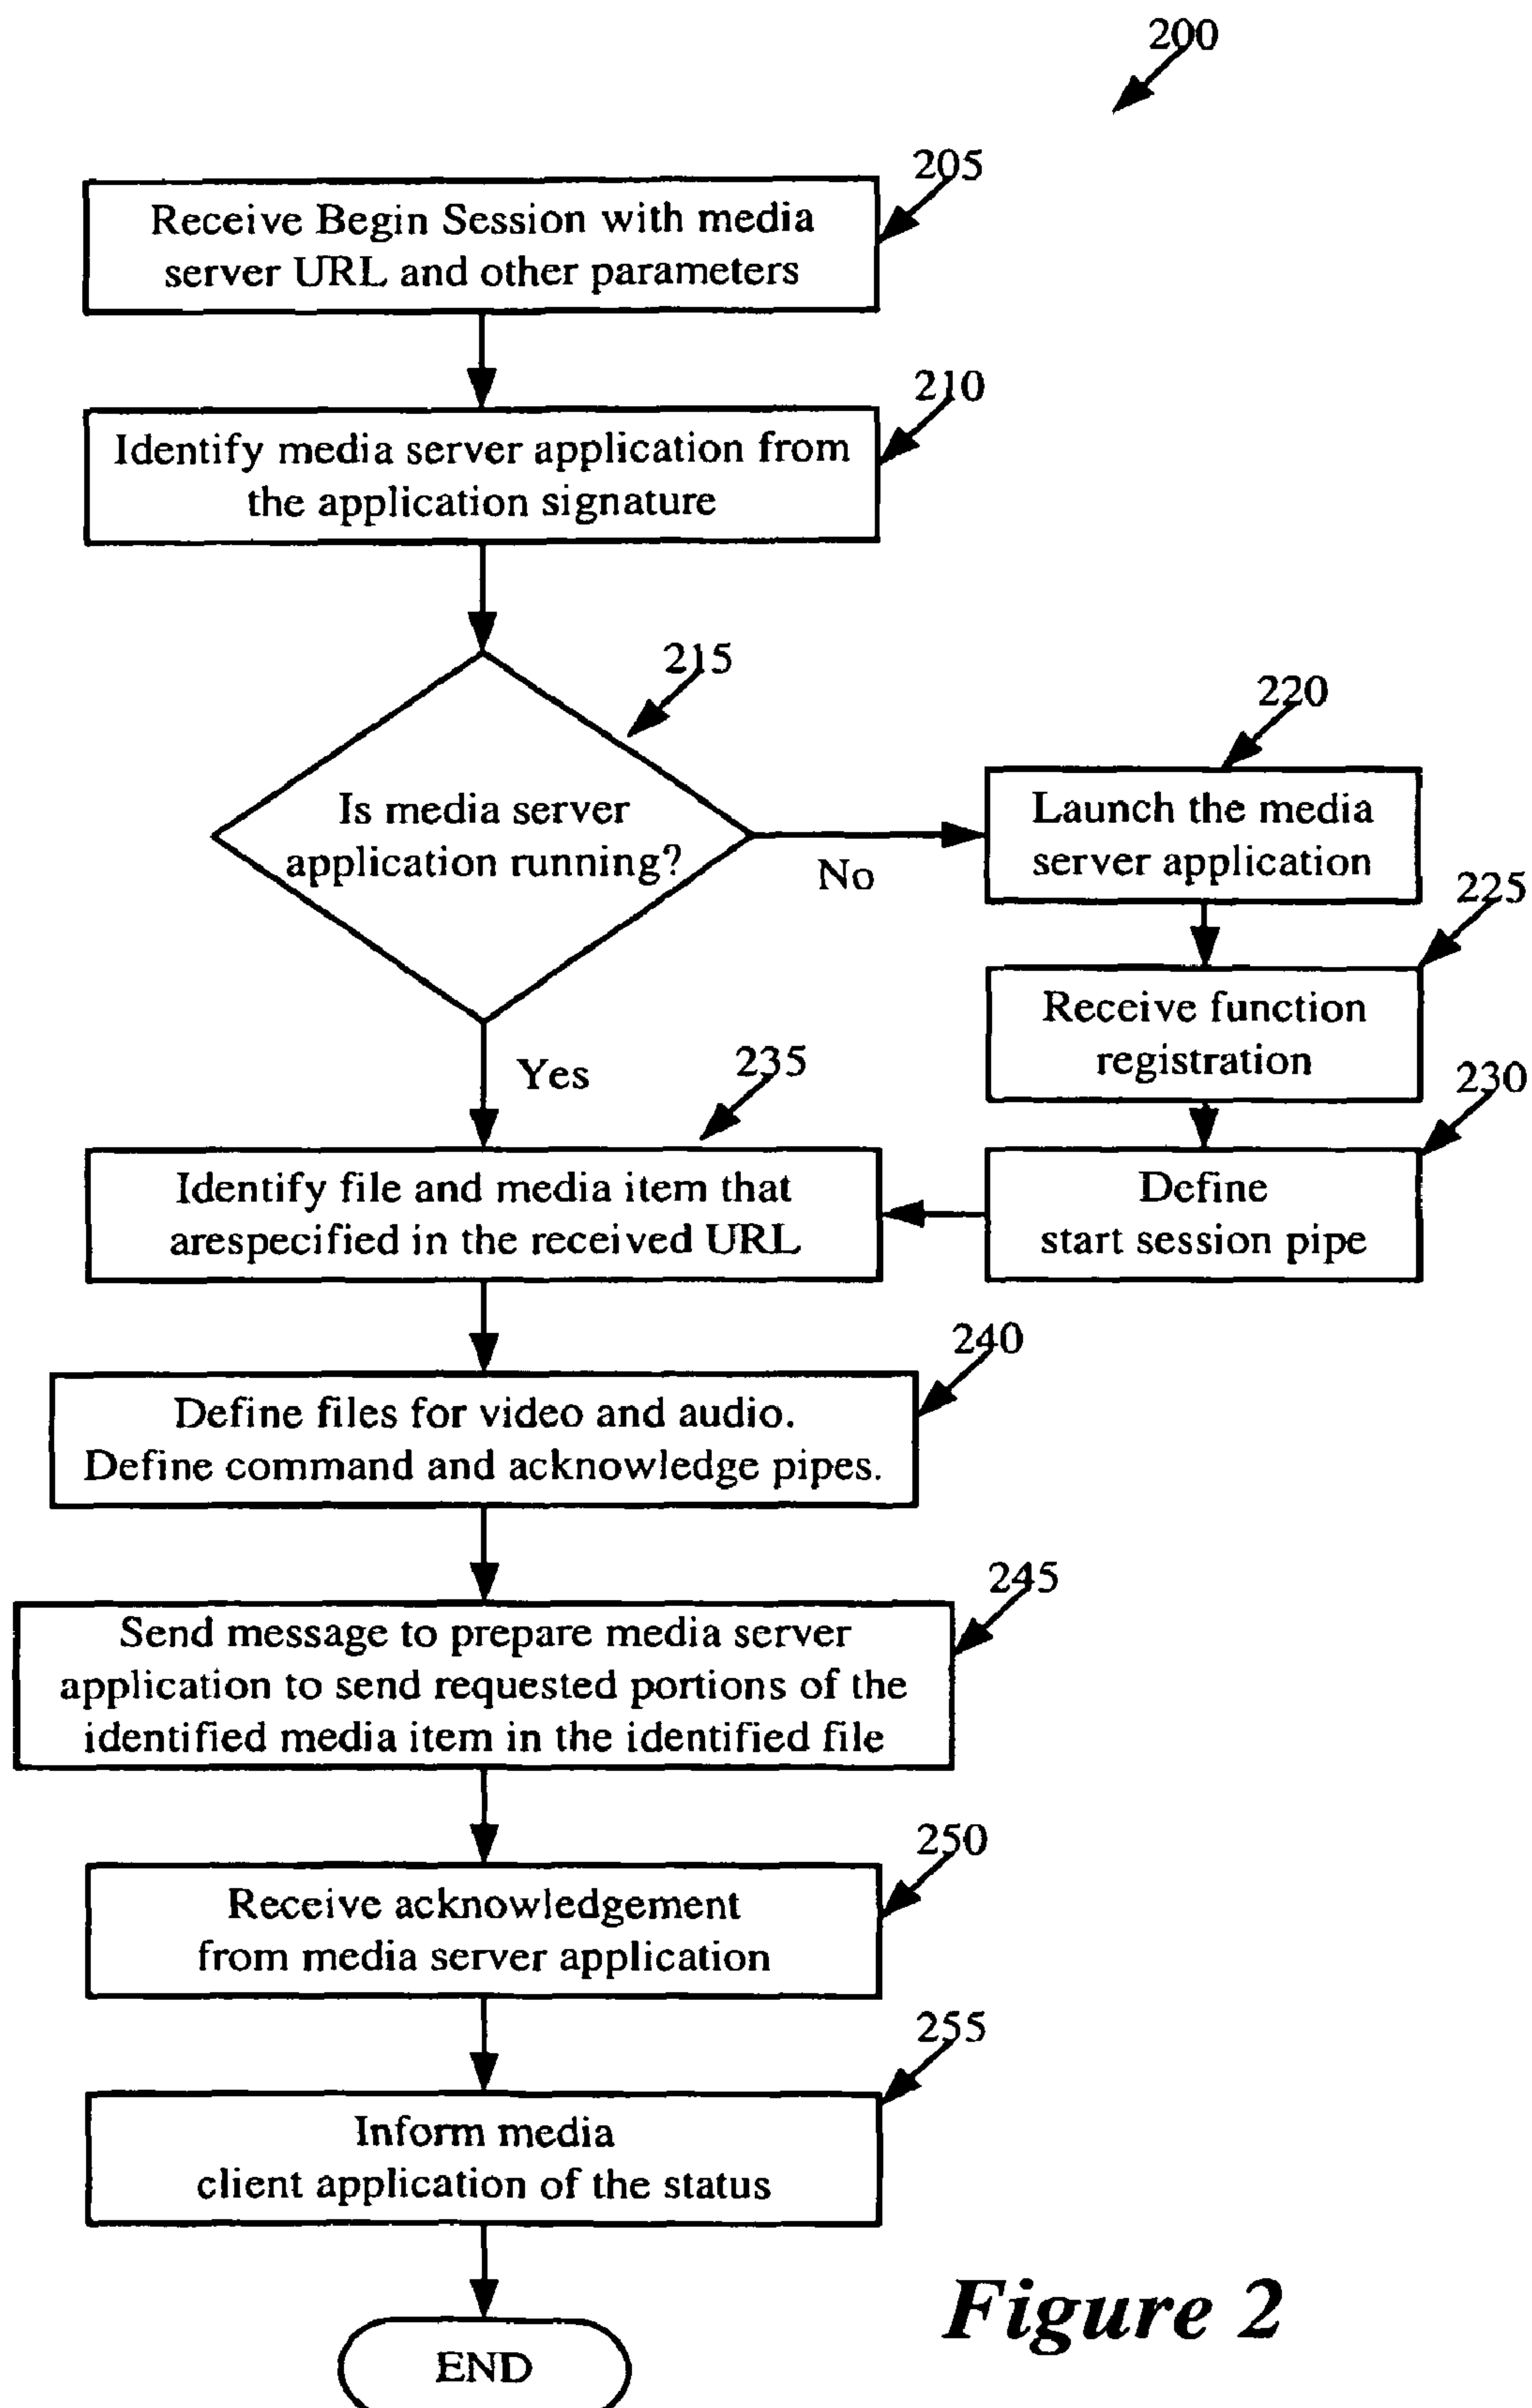 200
205
Receive Begin Session with media
server URL and other parameters
210
Identify media server application from
the application signature
215
Is media server
application running?
No
220
Launch the media
server application
225
Receive function
registration
230
Define
start session pipe
Yes
235
Identify file and media item that
arespecified in the received URL
240
Define files for video and audio.
Define command and acknowledge pipes.
245
Send message to prepare media server
application to send requested portions of the
identified media item in the identified file
250
Receive acknowledgement
from media server application
255
Inform media
client application of the status
END
Figure 2